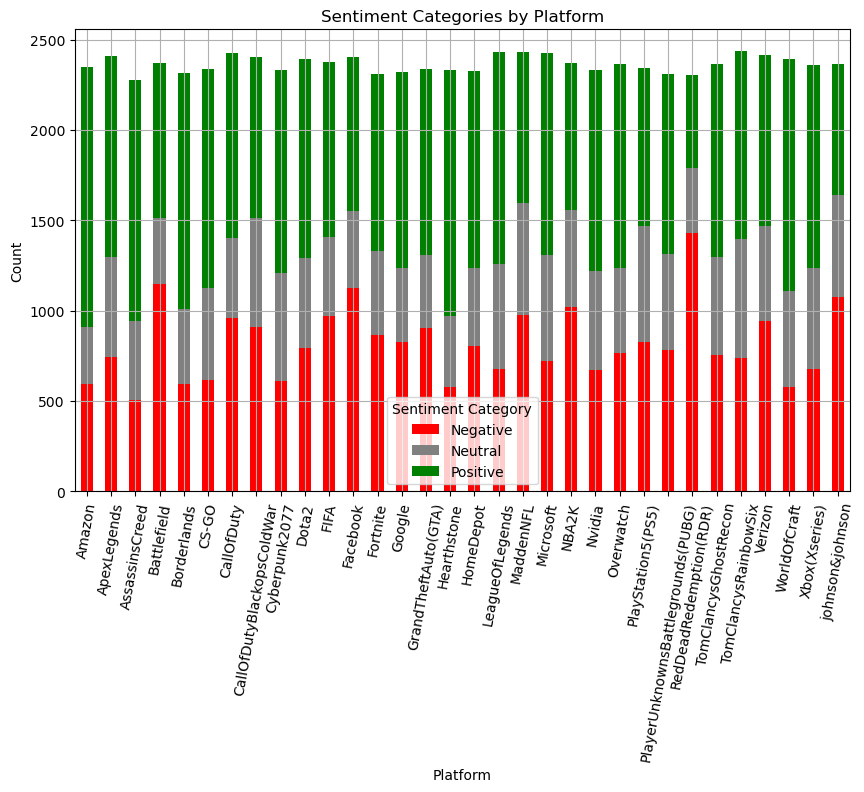 Sentiment Categories by Platform
Count
2500
2000
1500
1000
500
0
Sentiment Category
Negative
Neutral
Positive
Amazon
ApexLegends
AssassinsCreed
Battlefield
Borderlands
CS-GO
CallOfDuty
CallOfDutyBlackopsColdWar
Cyberpunk2077
Dota2
FIFA
Facebook
Fortnite
Google
GrandTheftAuto(GTA)
Hearthstone
HomeDepot
LeagueOfLegends
MaddenNFL
Microsoft
NBA2K
Nvidia
Overwatch
PlayStation5(PS5)
PlayerUnknownsBattlegrounds(PUBG)
RedDeadRedemption(RDR)
TomClancysGhostRecon
TomClancysRainbowSix
Verizon
WorldOfCraft
Xbox(Xseries)
johnson&johnson
Platform